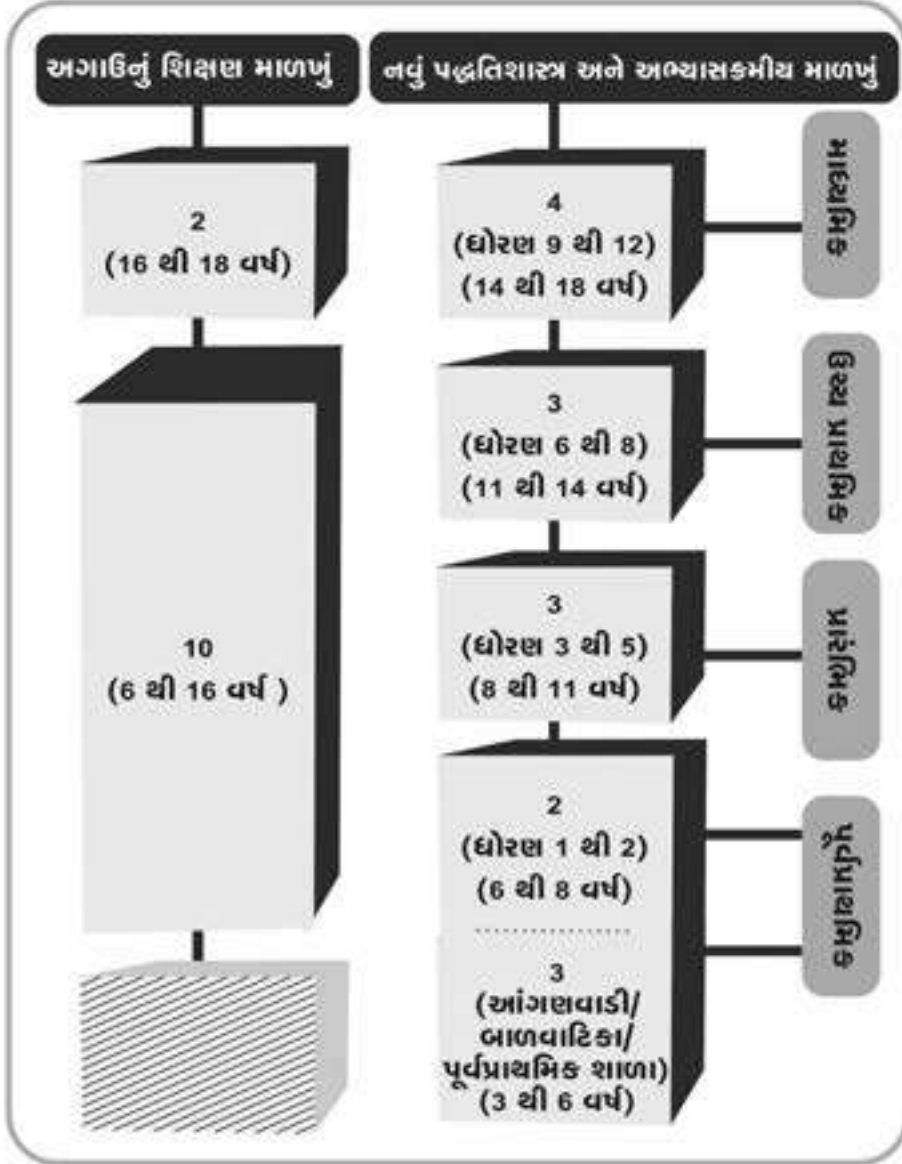 અગાઉનું શિક્ષણ માળખું
2
(16 થી 18 વર્ષ)
10
(6 થી 16 વર્ષ )
નવું પદ્ધતિશાસ્ત્ર અને અભ્યાસક્રમીય માળખું
4
(ધોરણ 9 થી 12)
(14 થી 18 વર્ષ)
માધ્યમિક
3
(ધોરણ 6 થી 8)
(11 થી 14 વર્ષ)
ઉચ્ચ પ્રાથમિક
3
(ધોરણ 3 થી 5)
(8 થી 11 વર્ષ)
પ્રારંભિક
2
(ધોરણ 1 થી 2)
(6 થી 8 વર્ષ)
3
(આંગણવાડી/
બાળવાટિકા/
પૂર્વપ્રાથમિક શાળા)
(3 થી 6 વર્ષ)